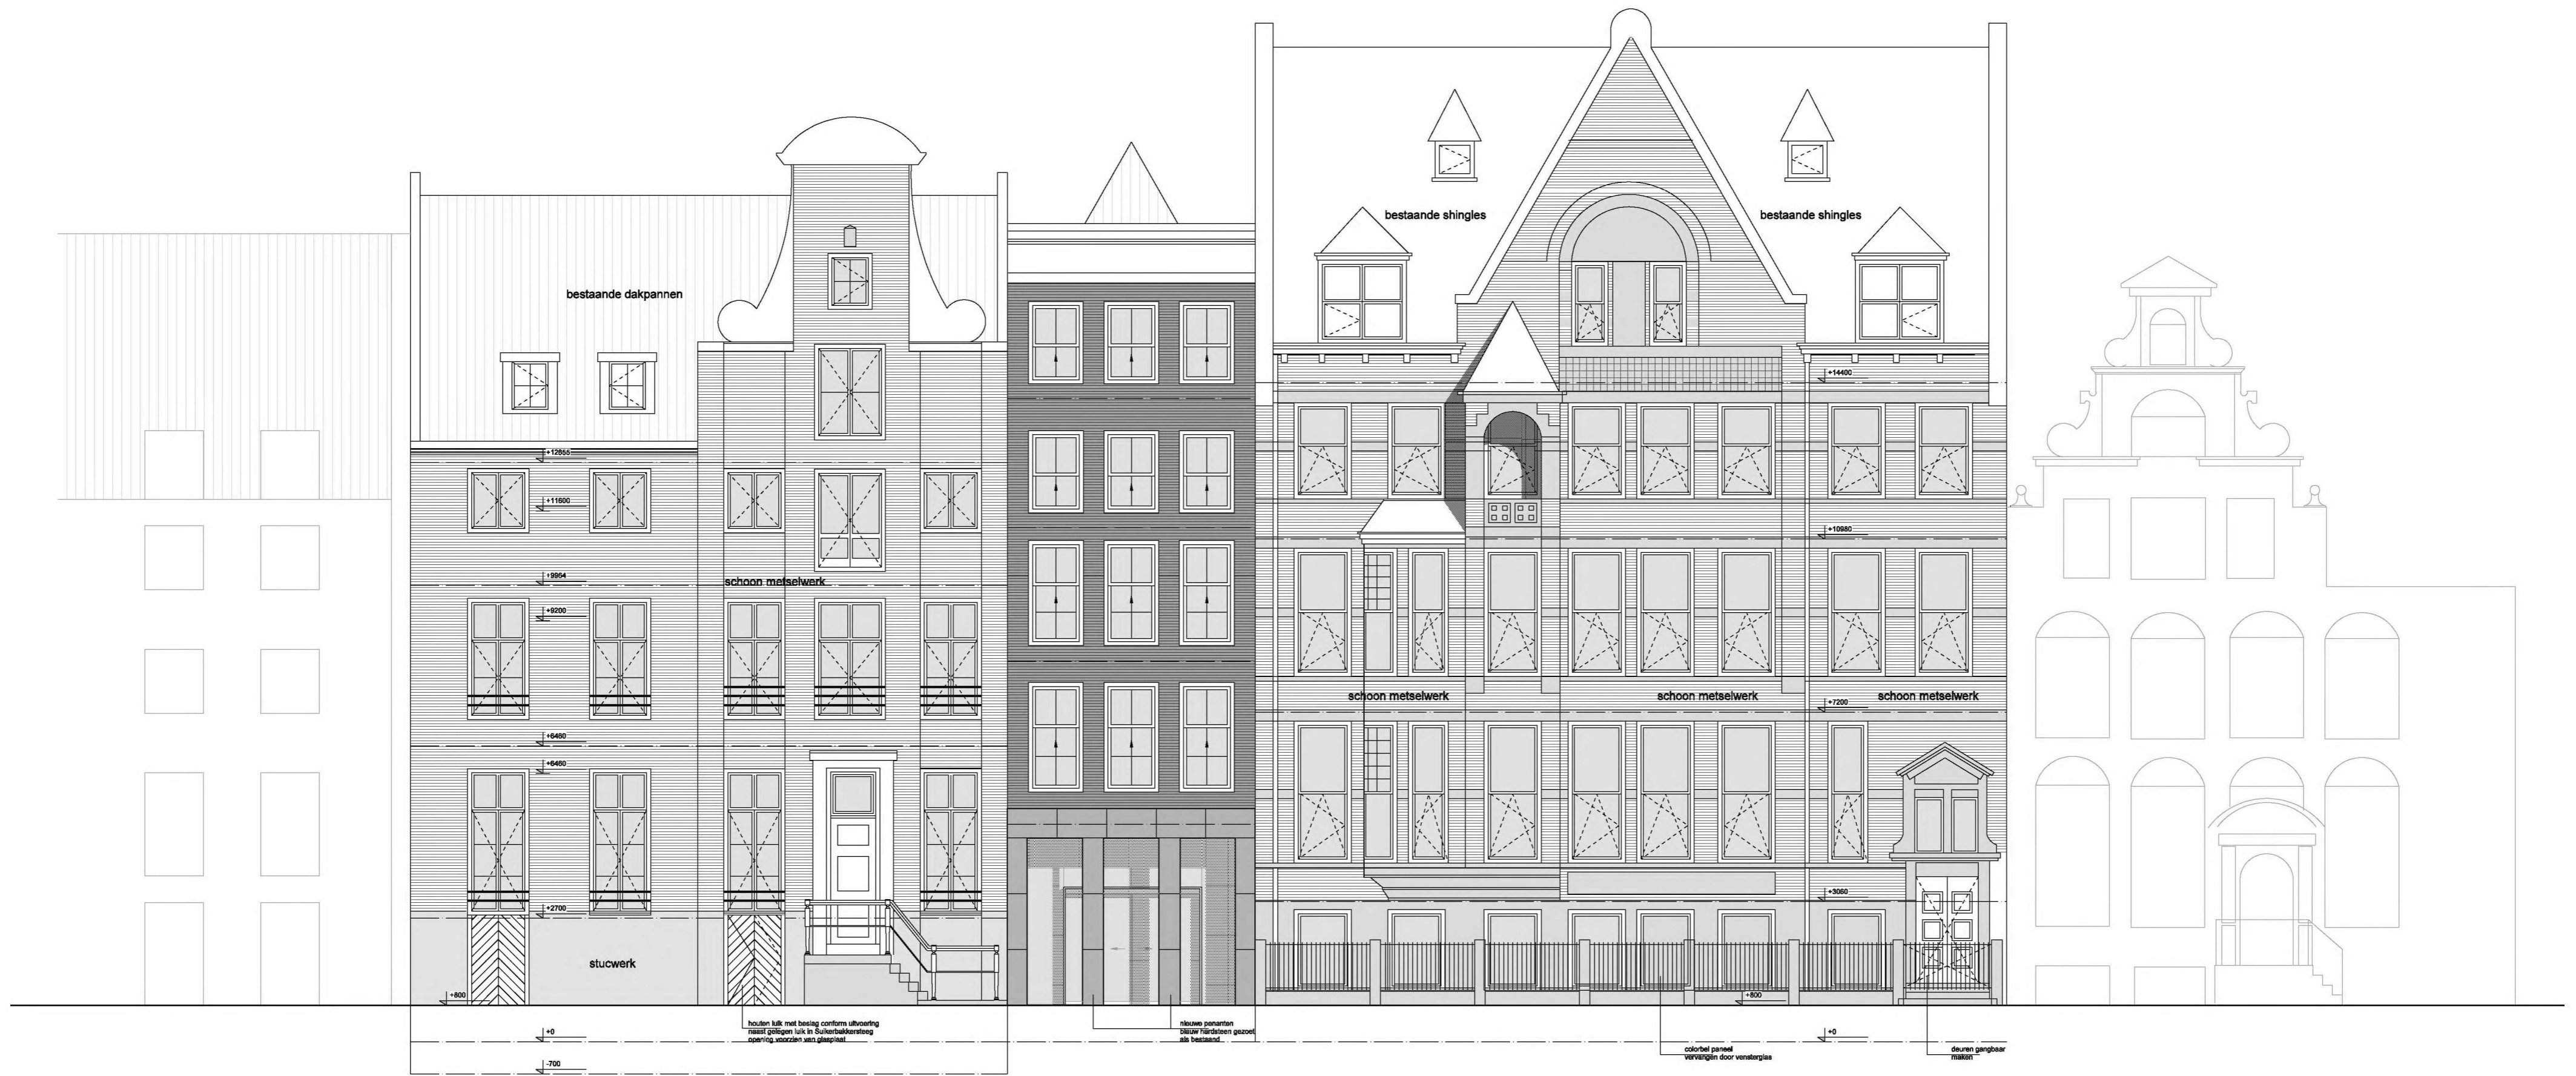 bestaande shingles
bestaande shingles
bestaande dakpannen
+14400
+12655
+11600
+10980
+9964
schoon metselwerk
+9200
schoon metselwerk
schoon metselwerk
schoon metselwerk
+7200
+6460
+6460
+3060
+2700
stucwerk
+800
+800
houten luik met beslag conform uitvoering
naast gelegen luik in Suikerbakkersteeg
opening voorzien van glasplaat
nieuwe penanten
blauw hardsteen gezoet
als bestaand
+0
+0
colorbel paneel
vervangen door vensterglas
deuren gangbaar
maken
-700